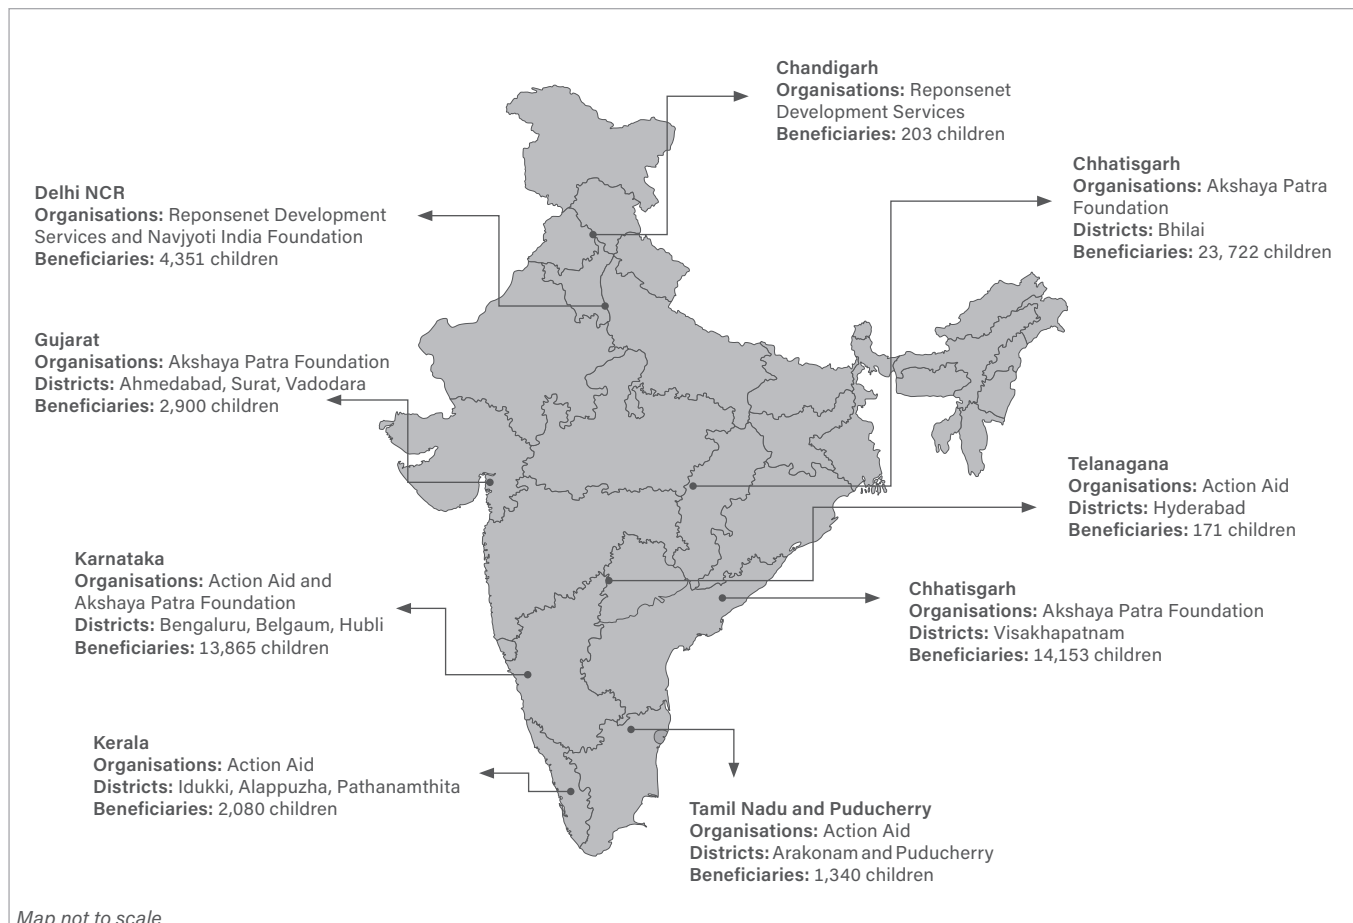 Chandigarh
Organisations: Reponsenet
Development Services
Beneficiaries: 203 children
Chhatisgarh
Organisations: Akshaya Patra
Foundation
Districts: Bhilai
Beneficiaries: 23, 722 children
Delhi NCR
Organisations: Reponsenet Development
Services and Navjyoti India Foundation
Beneficiaries: 4,351 children
Gujarat
Organisations: Akshaya Patra Foundation
Districts: Ahmedabad, Surat, Vadodara
Beneficiaries: 2,900 children
Telanagana
Organisations: Action Aid
Districts: Hyderabad
Beneficiaries: 171 children
Karnataka
Organisations: Action Aid and
Akshaya Patra Foundation
Districts: Bengaluru, Belgaum, Hubli
Beneficiaries: 13,865 children
Chhatisgarh
Organisations: Akshaya Patra Foundation
Districts: Visakhapatnam
Beneficiaries: 14,153 children
Kerala
Organisations: Action Aid
Districts: Idukki, Alappuzha, Pathanamthita
Beneficiaries: 2,080 children
Tamil Nadu and Puducherry
Organisations: Action Aid
Districts: Arakonam and Puducherry
Beneficiaries: 1,340 children
Map not to scale